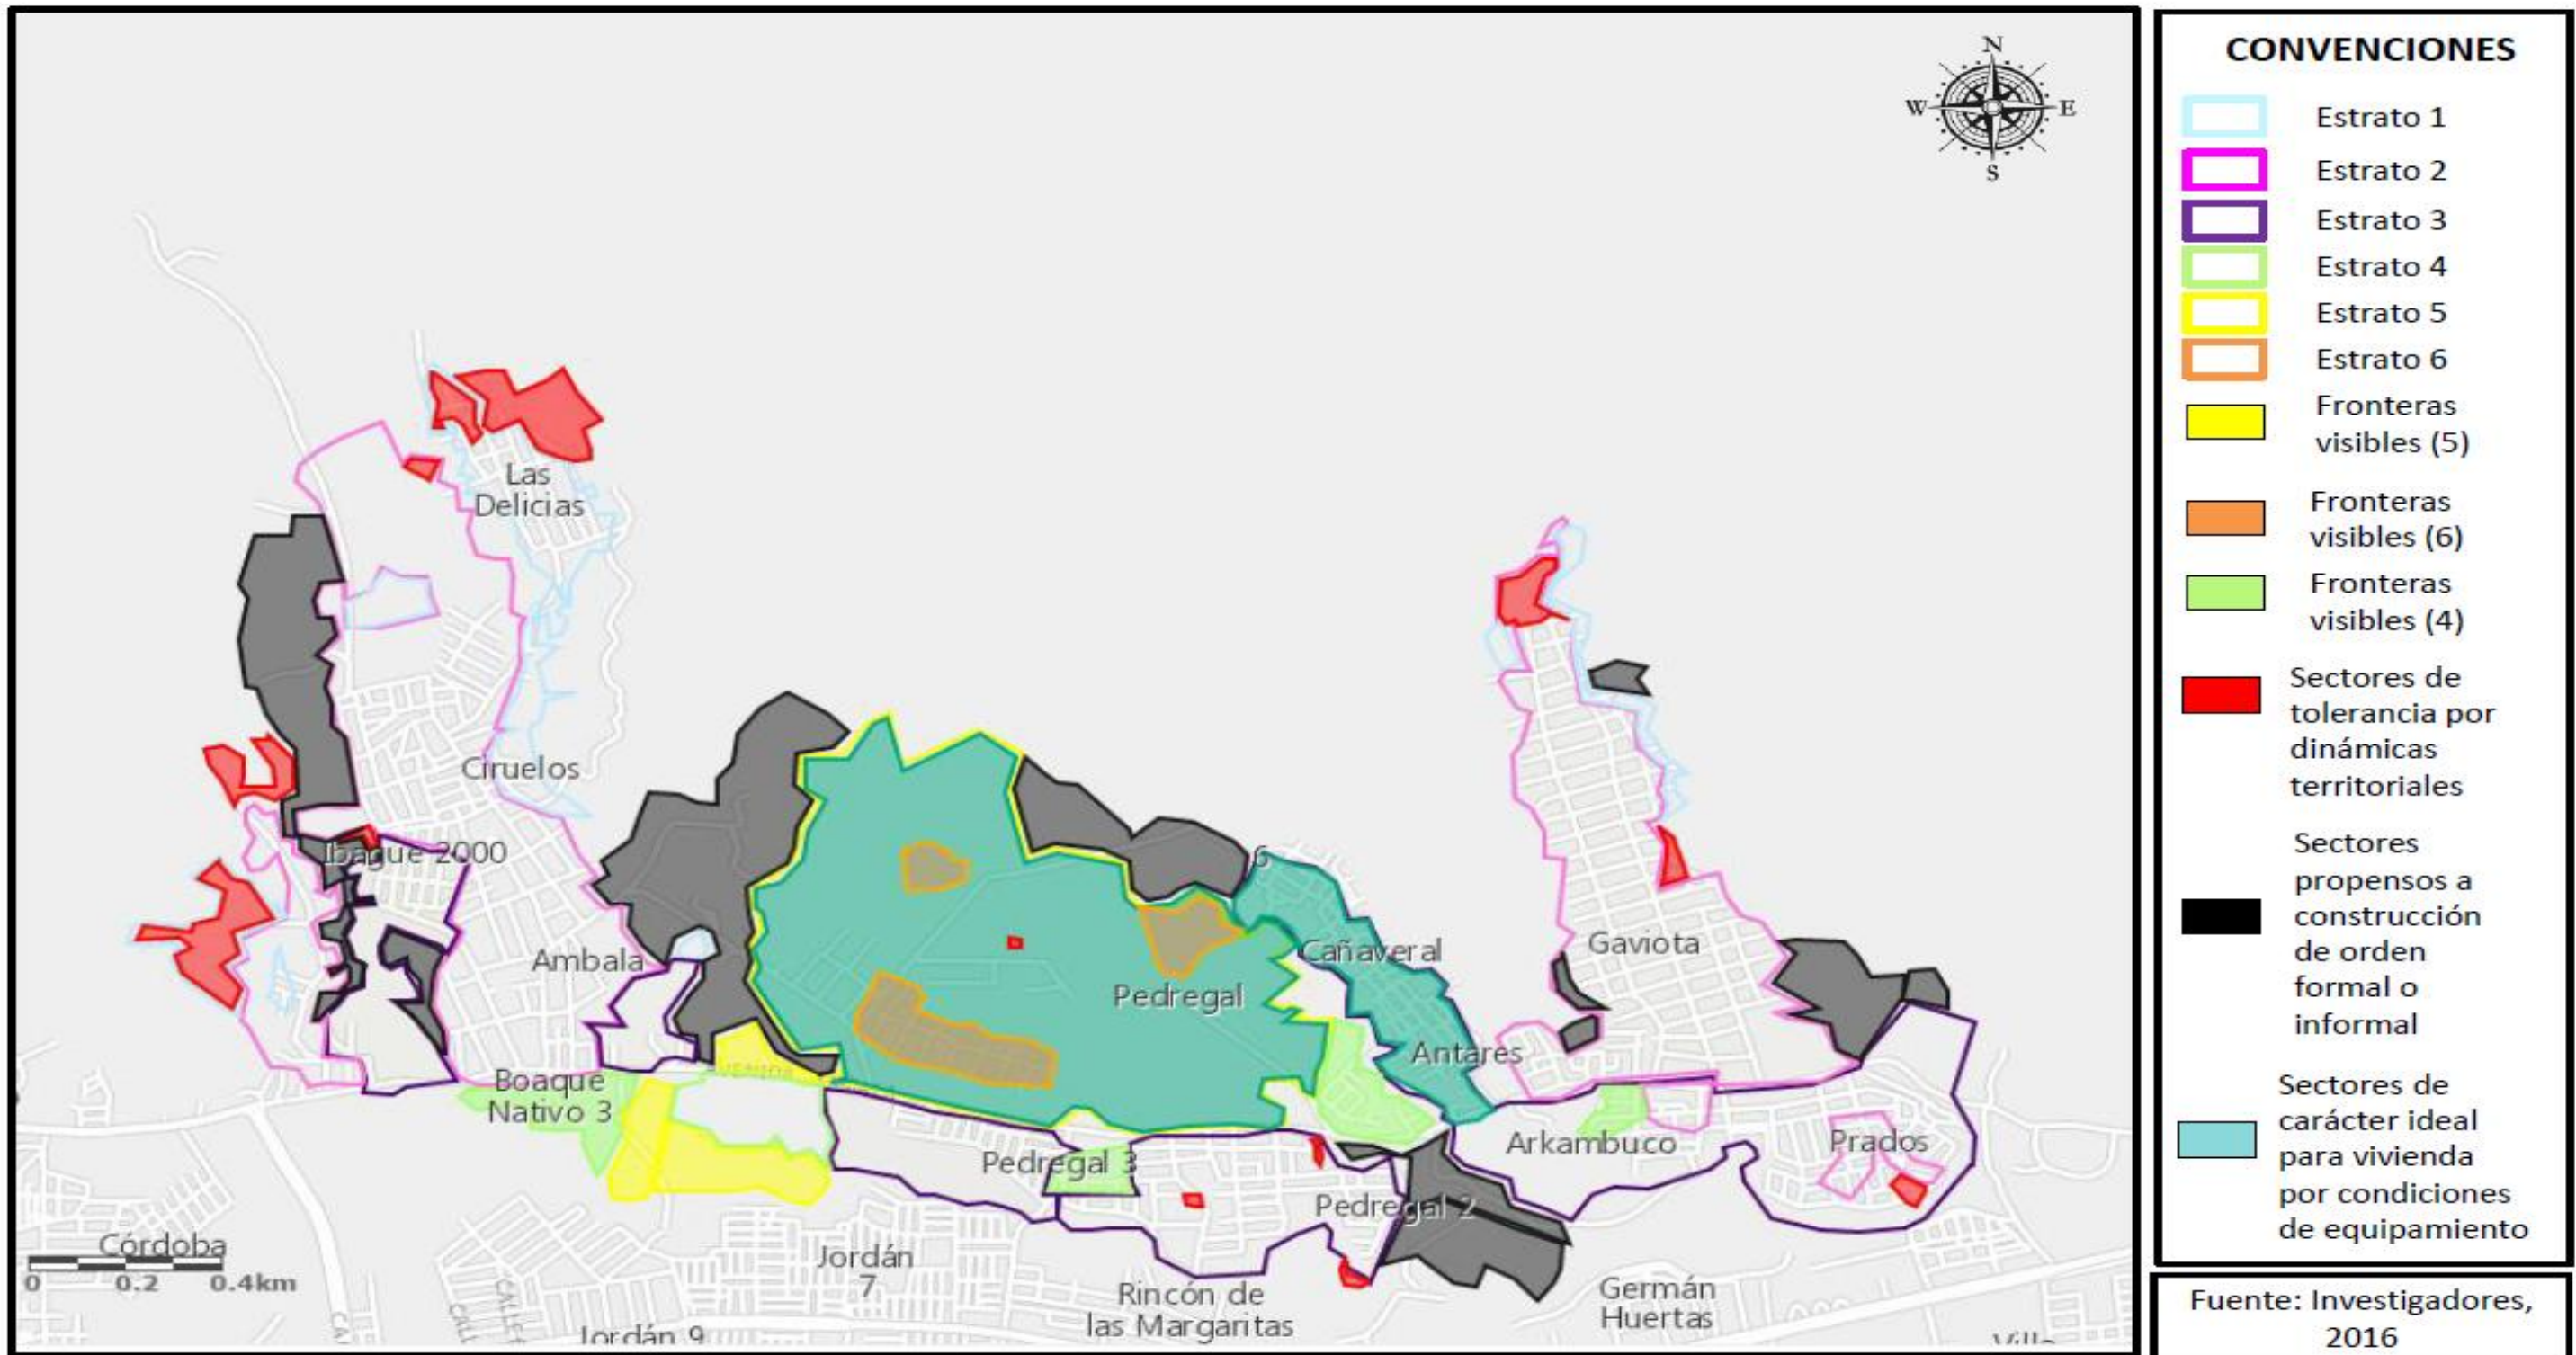 N
W
E
S
Las
Delicias
Ciruelos
Ibague 2000
6
Ambala
Cañaveral
Gaviota
Pedregal
Antares
Boaque
Nativo 3
Arkambuco
Prados
Pedregal 3
Pedregal 2
Córdoba
0 0.2 0.4km
Jordán
7
Rincón de
las Margaritas
Germán
Huertas
Jordán 9
CONVENCIONES
Estrato 1
Estrato 2
Estrato 3
Estrato 4
Estrato 5
Estrato 6
Fronteras
visibles (5)
Fronteras
visibles (6)
Fronteras
visibles (4)
Sectores de
tolerancia por
dinámicas
territoriales
Sectores
propensos a
construcción
de orden
formal o
informal
Sectores de
carácter ideal
para vivienda
por condiciones
de equipamiento
Fuente: Investigadores,
2016